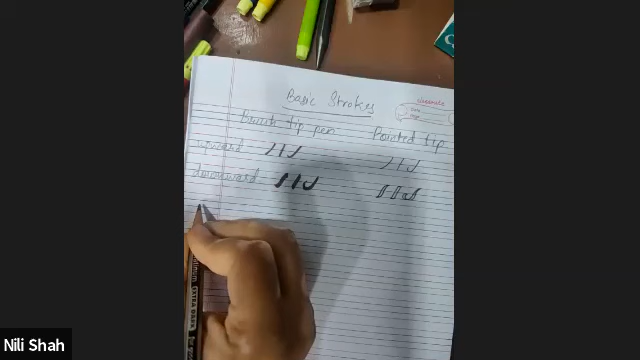 Basic Strokes
Brush tip pen Pointed tip
upward
downward
Nili Shah